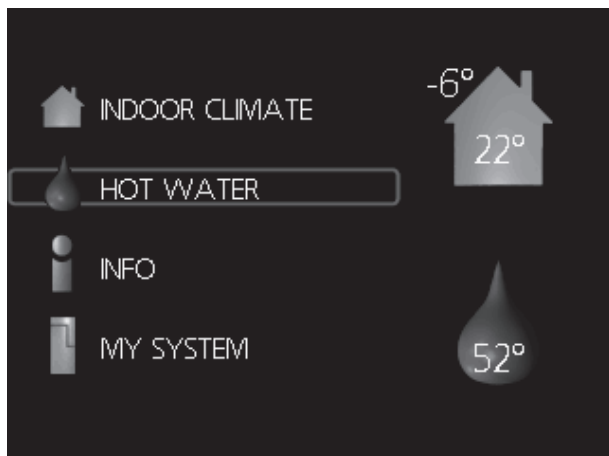 INDOOR CLIMATE
HOT WATER
INFO
MY SYSTEM
-6°
22°
52°